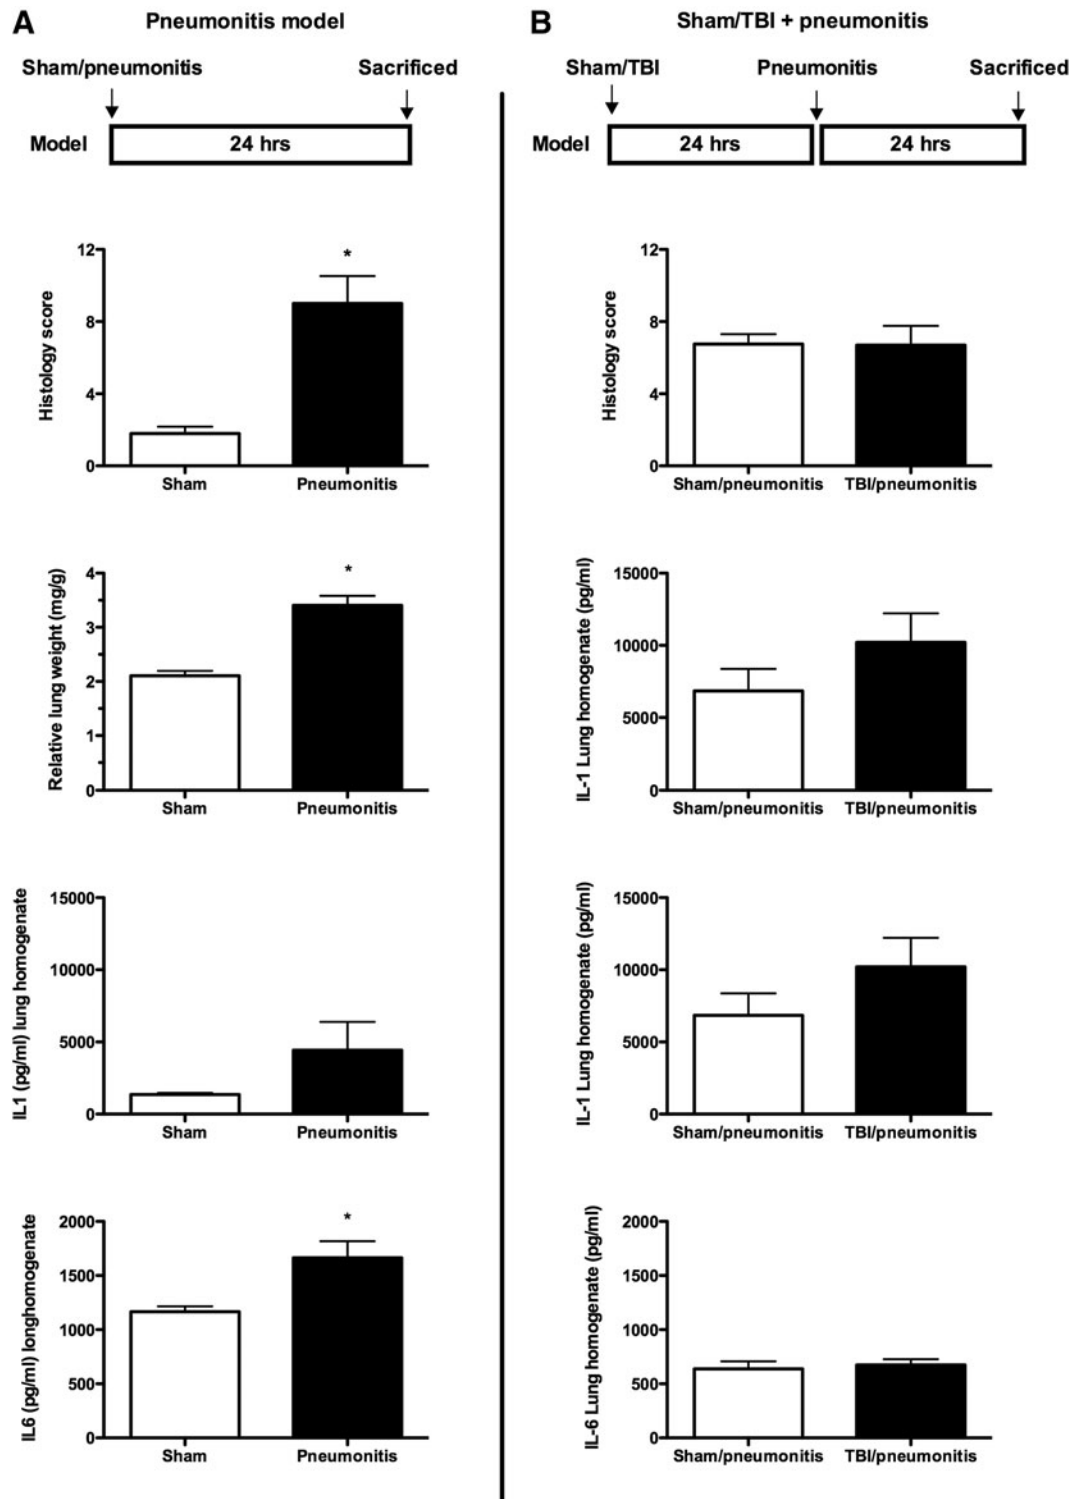 A Pneumonitis model
Sham/pneumonitis Sacrificed
Model 24 hrs
12
*
8
Histology score
4
0
Sham Pneumonitis
4
*
3
Relative lung weight (mg/g)
2
1
0
Sham Pneumonitis
15000
10000
IL1 (pg/ml) lung homogenate
5000
0
Sham Pneumonitis
2000
*
1500
IL6 (pg/ml) longhomogenate
1000
500
0
Sham Pneumonitis
B Sham/TBI + pneumonitis
Sham/TBI Pneumonitis Sacrificed
Model 24 hrs 24 hrs
12
8
Histology score
4
0
Sham/pneumonitis TBI/pneumonitis
15000
10000
IL-1 Lung homogenate (pg/ml)
5000
0
Sham/pneumonitis TBI/pneumonitis
15000
10000
IL-1 Lung homogenate (pg/ml)
5000
0
Sham/pneumonitis TBI/pneumonitis
2000
1500
IL-6 Lung homogenate (pg/ml)
1000
500
0
Sham/pneumonitis TBI/pneumonitis